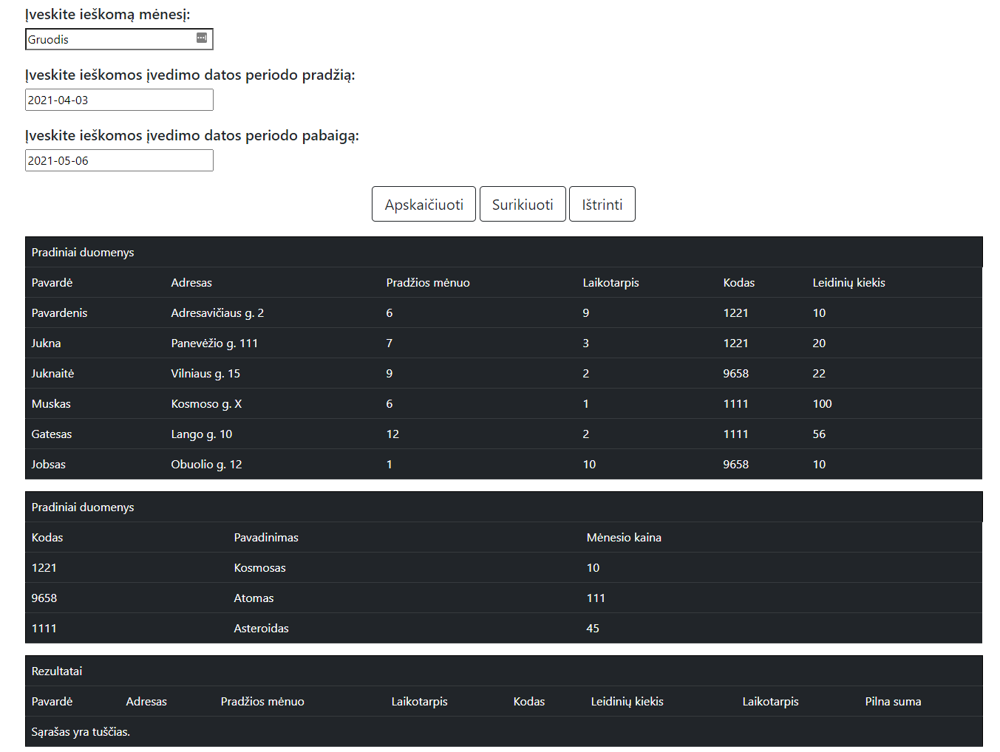 Įveskite ieškomą mėnesį:
Gruodis
Įveskite ieškomos įvedimo datos periodo pradžią:
2021-04-03
Įveskite ieškomos įvedimo datos periodo pabaigą:
2021-05-06
Apskaičiuoti Surikiuoti Ištrinti
Pradiniai duomenys
Pavardė Adresas Pradžios mėnuo Laikotarpis Kodas Leidinių kiekis
Pavardenis Adresavičiaus g. 2 6 9 1221 10
Jukna Panevėžio g. 111 7 3 1221 20
Juknaitė Vilniaus g. 15 9 2 9658 22
Muskas Kosmoso g. X 6 1 1111 100
Gatesas Lango g. 10 12 2 1111 56
Jobsas Obuolio g. 12 1 10 9658 10
Pradiniai duomenys
Kodas Pavadinimas Mėnesio kaina
1221 Kosmosas 10
9658 Atomas 111
1111 Asteroidas 45
Rezultatai
Pavardė Adresas Pradžios mėnuo Laikotarpis Kodas Leidinių kiekis Laikotarpis Pilna suma
Sąrašas yra tuščias.